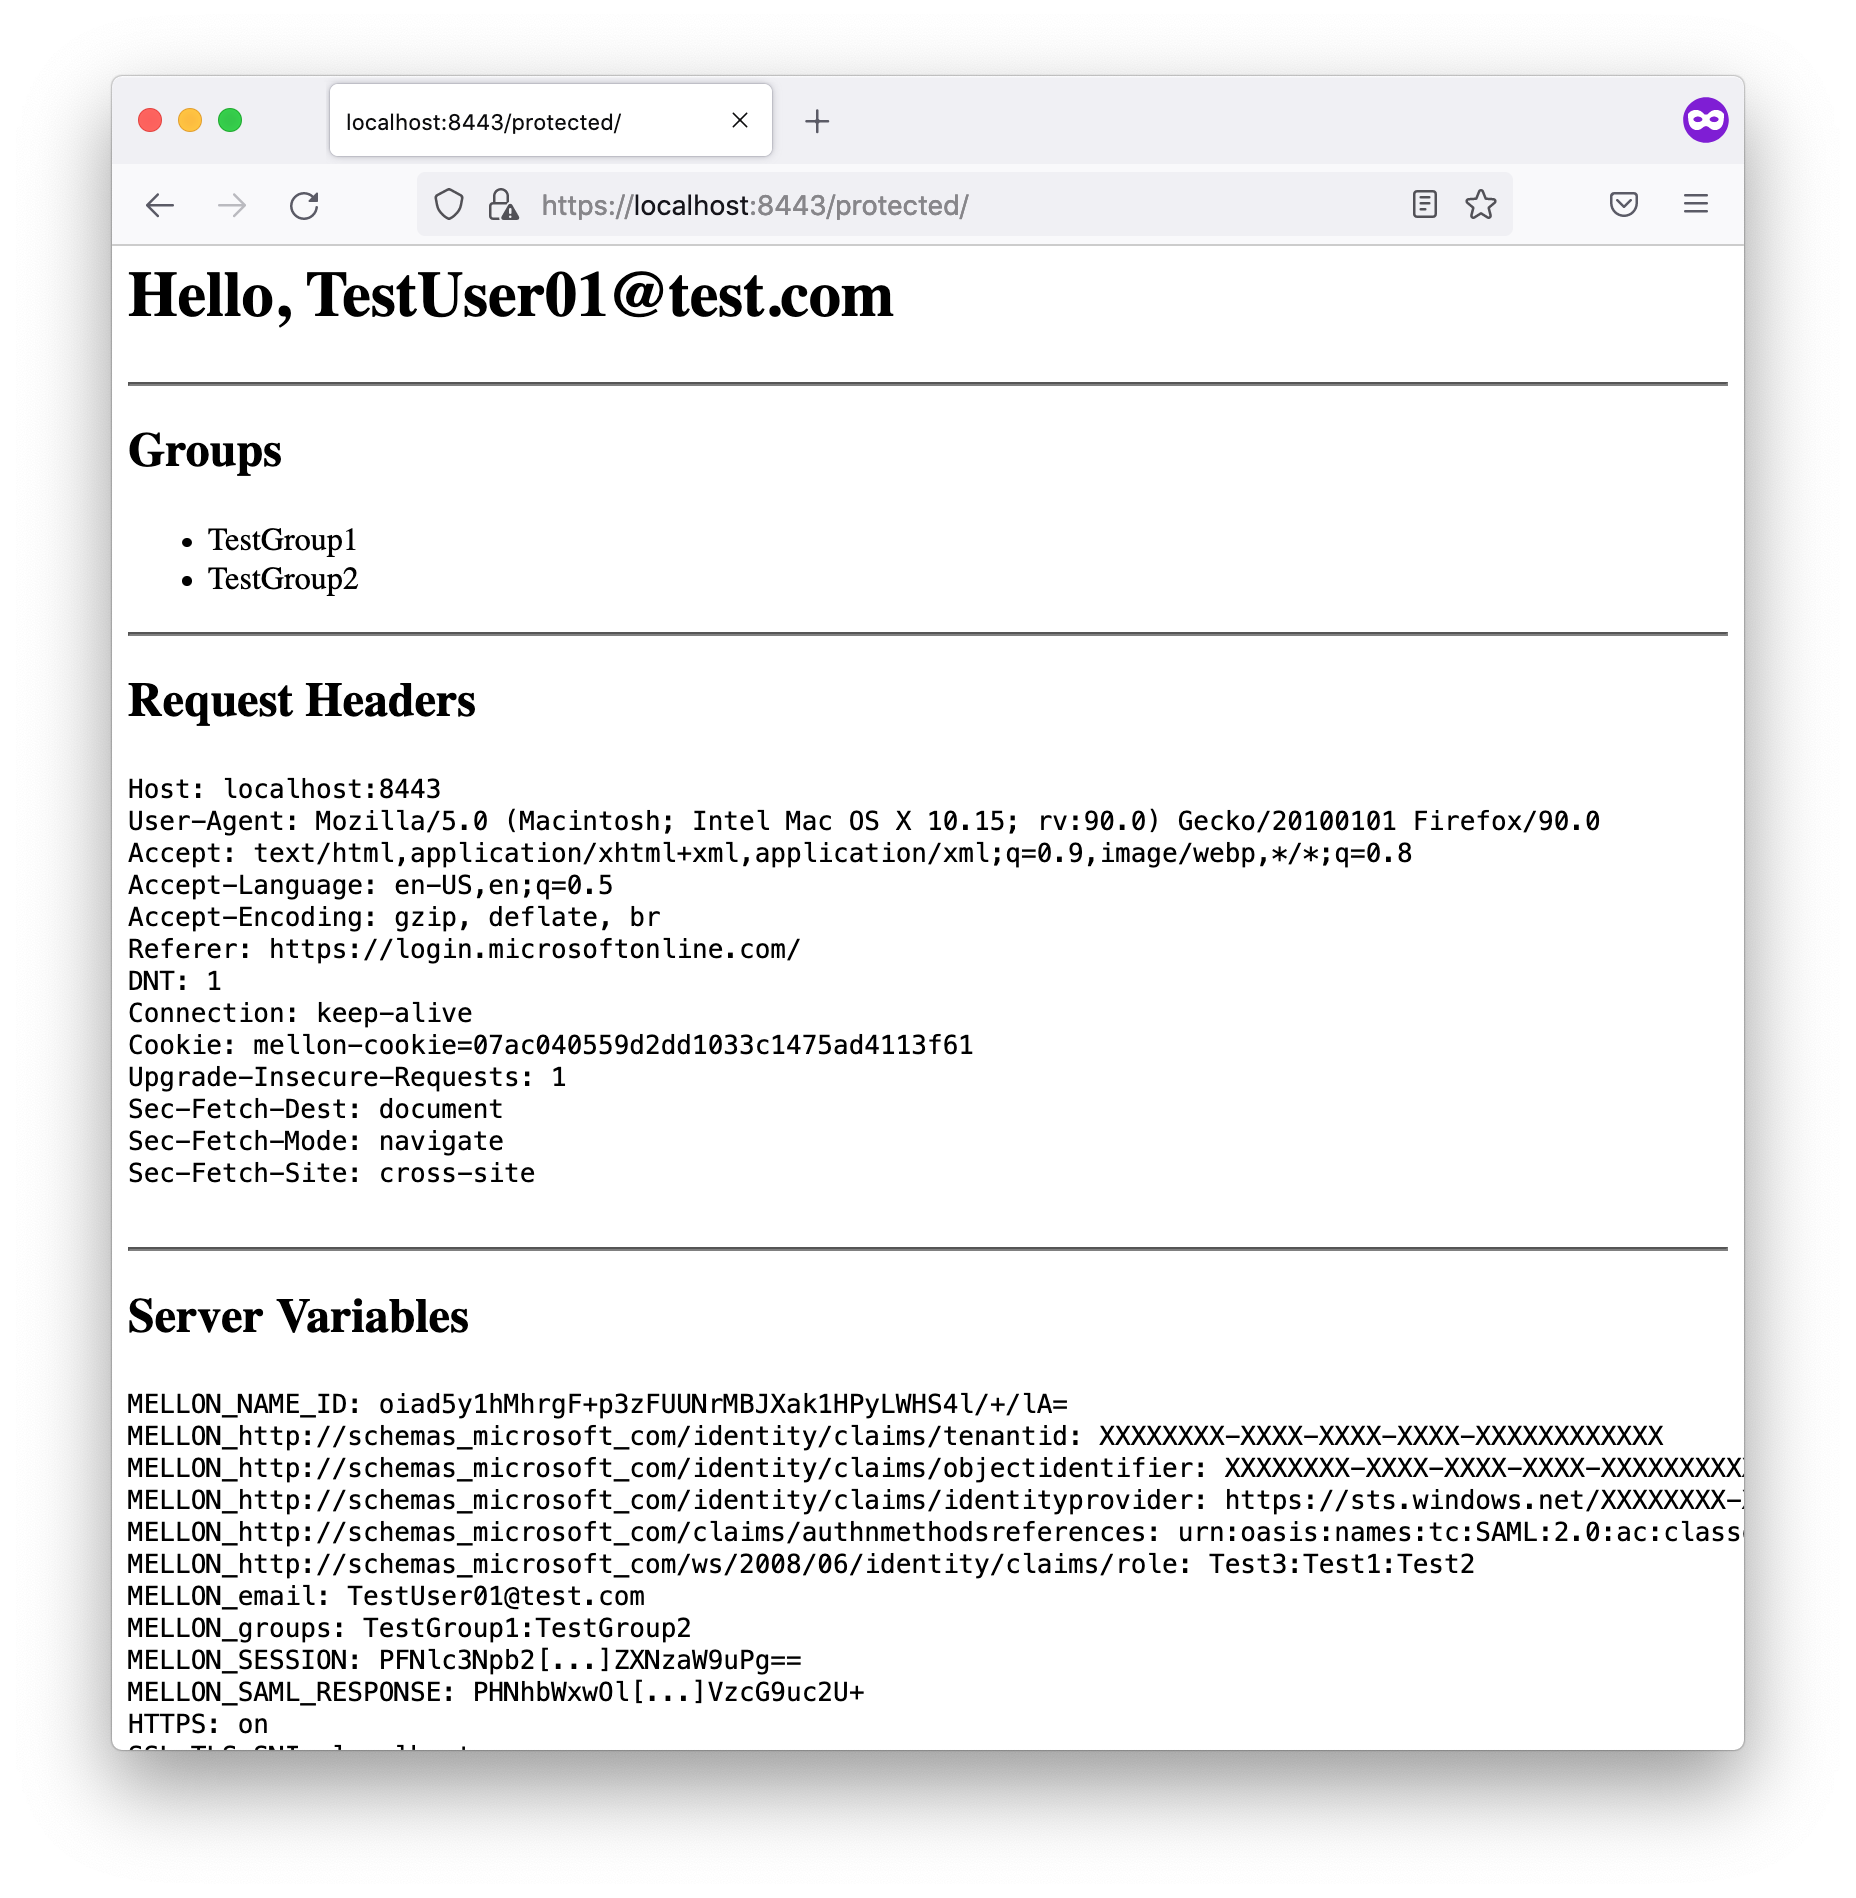 localhost:8443/protected/
https://localhost:8443/protected/
Hello, TestUser01@test.com
Groups
• TestGroup1
• TestGroup2
Request Headers
Host: localhost:8443
User-Agent: Mozilla/5.0 (Macintosh; Intel Mac OS X 10.15; rv:90.0) Gecko/20100101 Firefox/90.0
Accept: text/html,application/xhtml+xml,application/xml;q=0.9,image/webp,*/*;q=0.8
Accept-Language: en-US,en;q=0.5
Accept-Encoding: gzip, deflate, br
Referer: https://login.microsoftonline.com/
DNT: 1
Connection: keep-alive
Cookie: mellon-cookie=07ac040559d2dd1033c1475ad4113f61
Upgrade-Insecure-Requests: 1
Sec-Fetch-Dest: document
Sec-Fetch-Mode: navigate
Sec-Fetch-Site: cross-site
Server Variables
MELLON_NAME_ID: oiad5y1hMhrgF+p3zFUUNrMBJXak1HPyLWHS4l/+/lA=
MELLON_http://schemas_microsoft_com/identity/claims/tenantid: XXXXXXXX-XXXX-XXXX-XXXX-XXXXXXXXXXXX
MELLON_http://schemas_microsoft_com/identity/claims/objectidentifier: XXXXXXXX-XXXX-XXXX-XXXX-XXXXXXXXX
MELLON_http://schemas_microsoft_com/identity/claims/identityprovider: https://sts.windows.net/XXXXXXXX-
MELLON_http://schemas_microsoft_com/claims/authnmethodsreferences: urn:oasis:names:tc:SAML:2.0:ac:class
MELLON_http://schemas_microsoft_com/ws/2008/06/identity/claims/role: Test3:Test1:Test2
MELLON_email: TestUser01@test.com
MELLON_groups: TestGroup1:TestGroup2
MELLON_SESSION: PFNlc3Npb2[...]ZXNzaW9uPg==
MELLON_SAML_RESPONSE: PHNhbWxwOl[...]VzcG9uc2U+
HTTPS: on